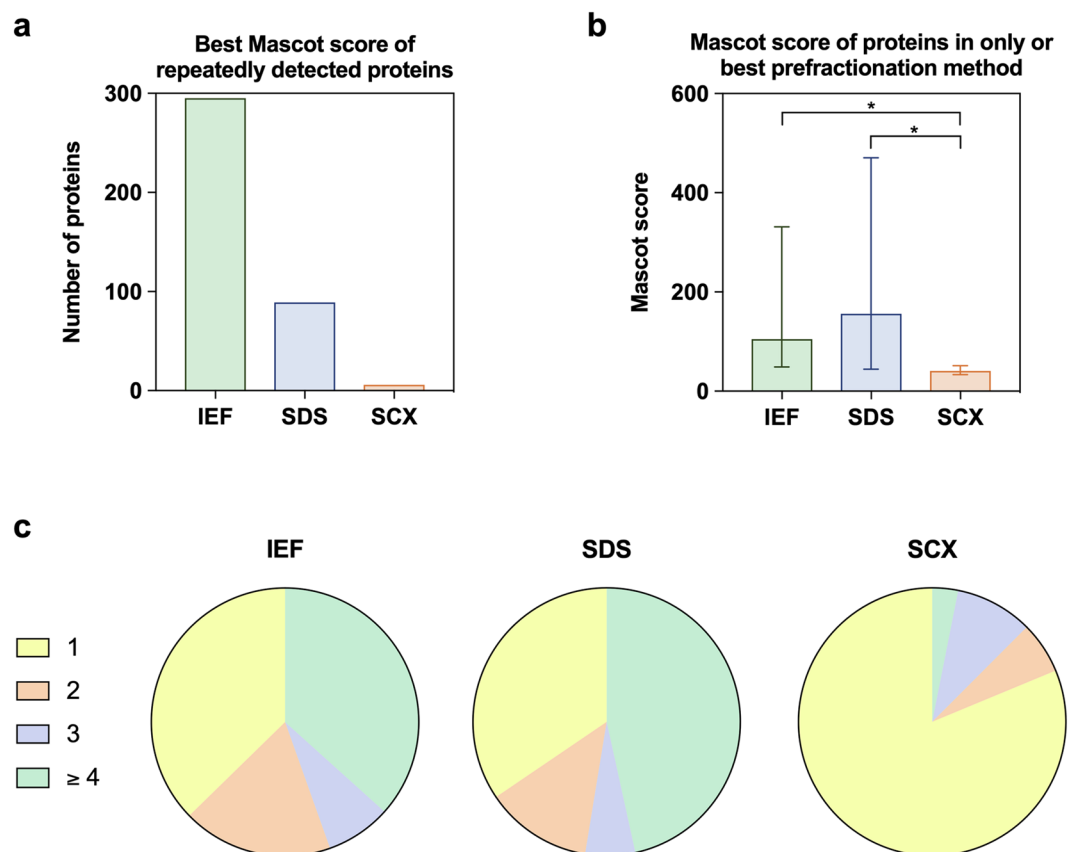 a
Best Mascot score of
repeatedly detected proteins
Number of proteins
300
200
100
0
IEF
SDS
SCX
b
Mascot score of proteins in only or
best prefractionation method
Mascot score
600
400
200
0
*
*
IEF
SDS
SCX
c
IEF
SDS
SCX
1
2
3
≥ 4